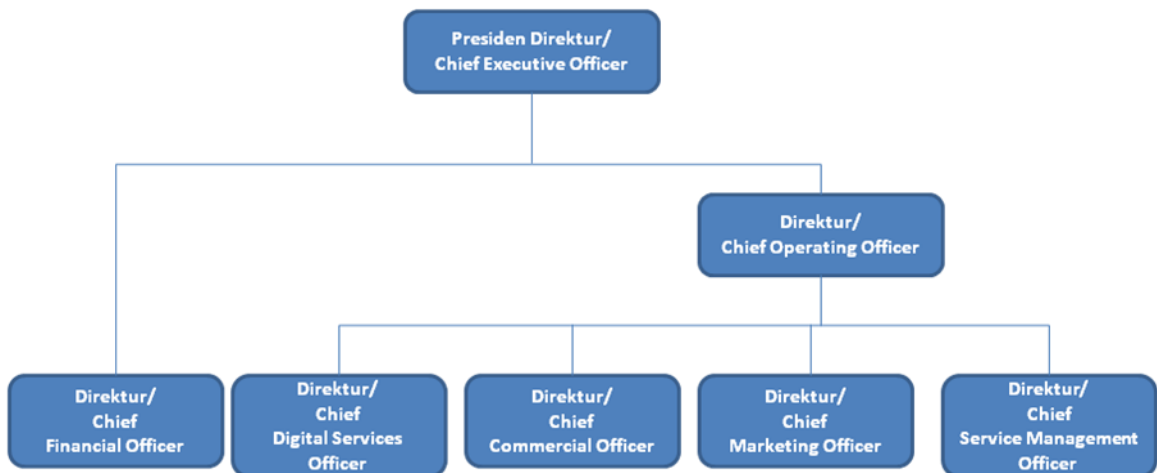 Presiden Direktur/
Chief Executive Officer
Direktur/
Chief Operating Officer
Direktur/
Chief
Financial Officer
Direktur/
Chief
Digital Services
Officer
Direktur/
Chief
Commercial Officer
Direktur/
Chief
Marketing Officer
Direktur/
Chief
Service Management
Officer